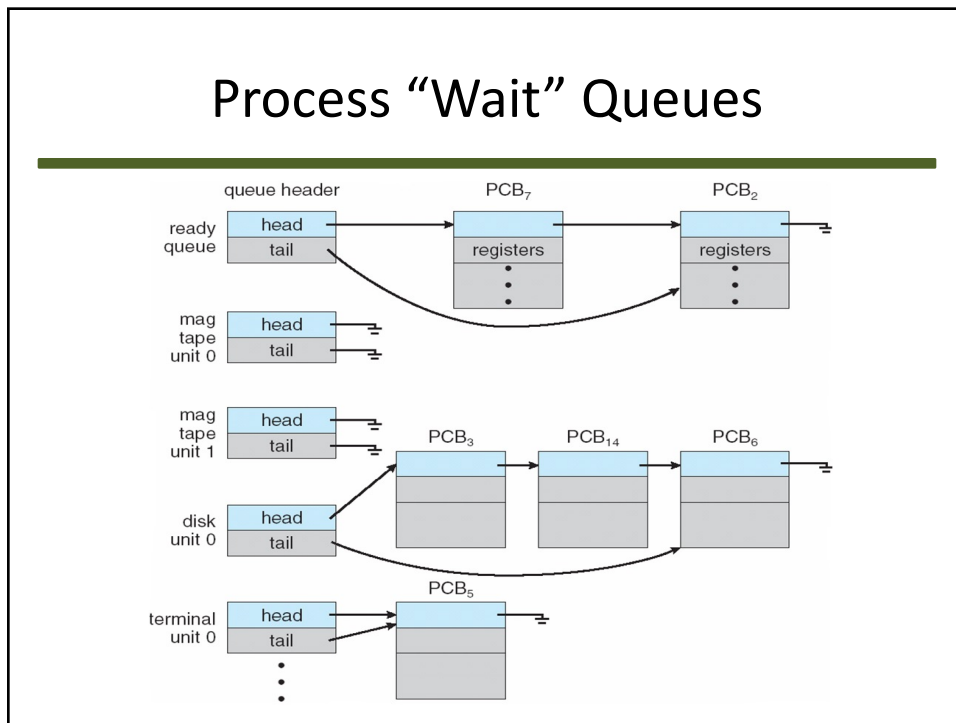 Process “Wait” Queues
queue header
PCB₇
PCB₂
ready
queue
head
tail
registers
registers
mag
tape
unit 0
head
tail
mag
tape
unit 1
head
tail
PCB₃
PCB₁₄
PCB₆
disk
unit 0
head
tail
PCB₅
terminal
unit 0
head
tail